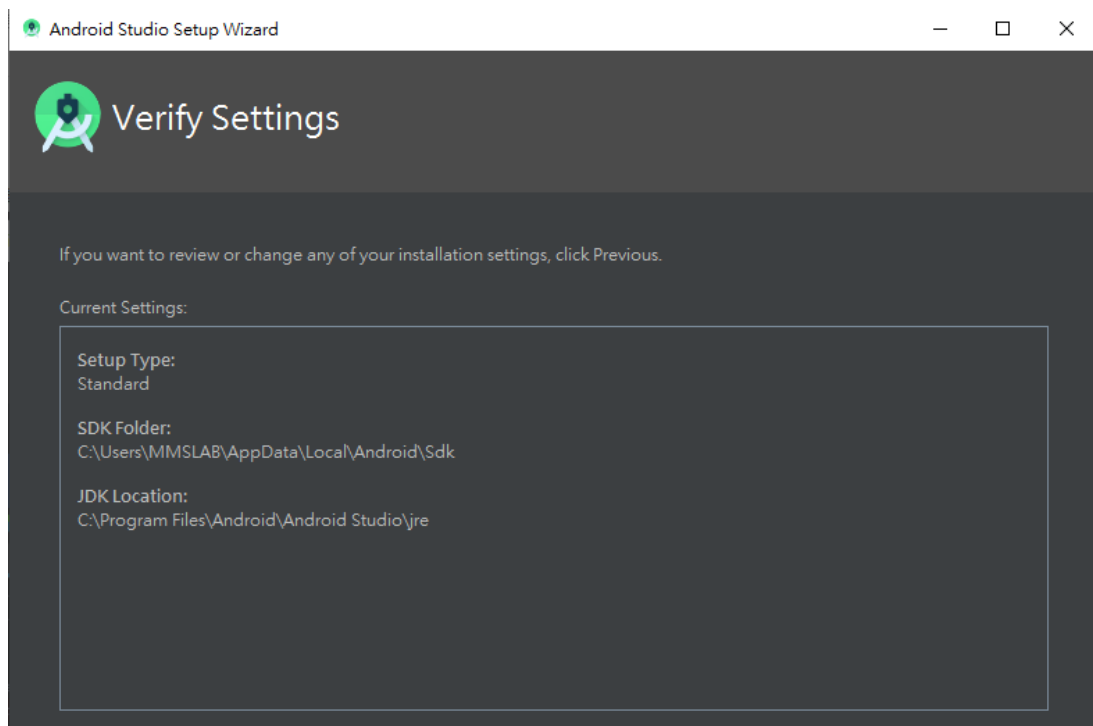 Android Studio Setup Wizard
Verify Settings
If you want to review or change any of your installation settings, click Previous.
Current Settings:
Setup Type:
Standard
SDK Folder:
C:\Users\MMSLAB\AppData\Local\Android\Sdk
JDK Location:
C:\Program Files\Android\Android Studio\jre